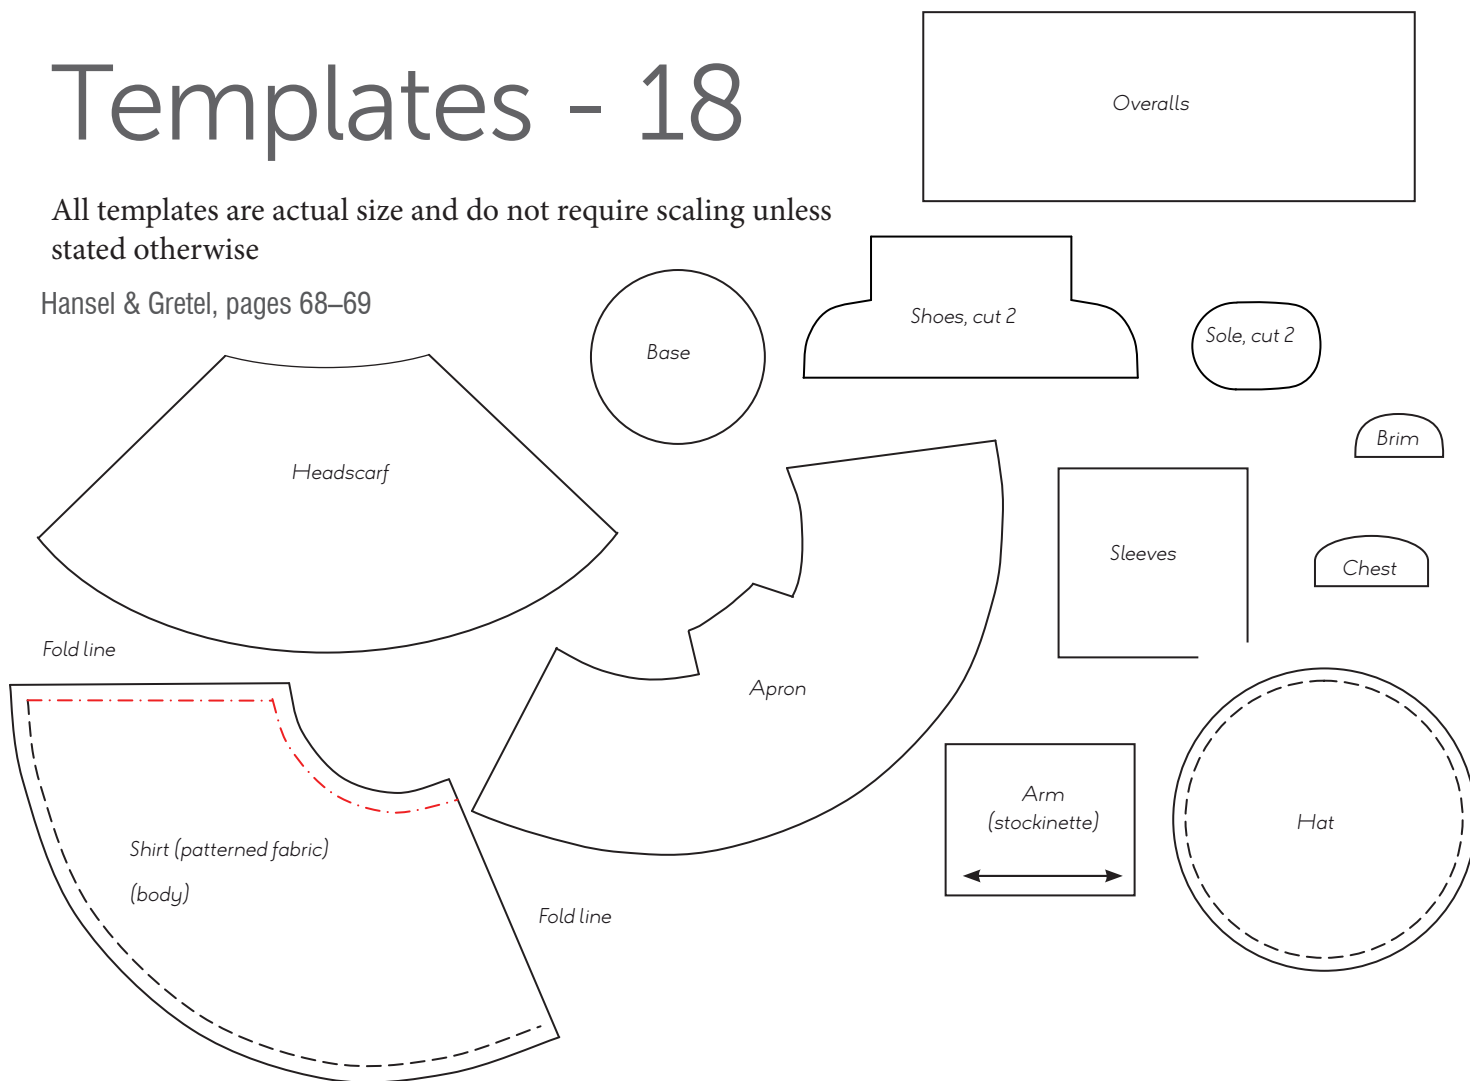 Templates - 18
All templates are actual size and do not require scaling unless
stated otherwise
Hansel & Gretel, pages 68–69
Overalls
Base
Shoes, cut 2
Sole, cut 2
Brim
Headscarf
Sleeves
Chest
Fold line
Apron
Arm
(stockinette)
Hat
Shirt (patterned fabric)
(body)
Fold line